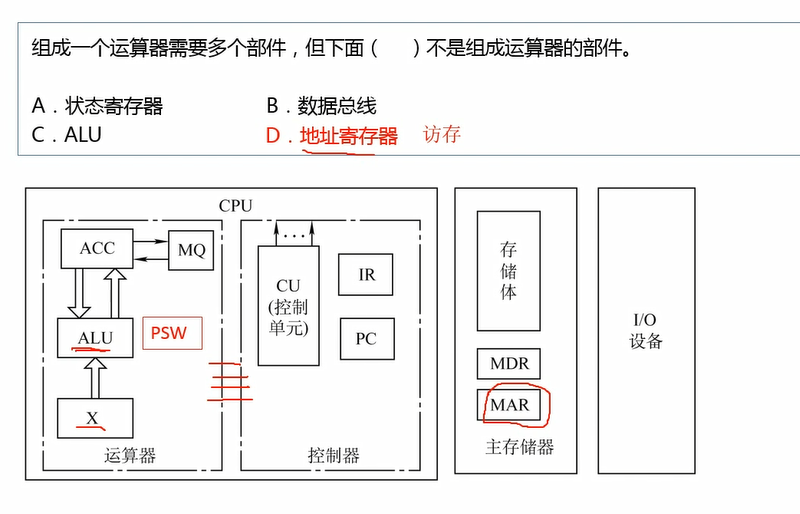 组成一个运算器需要多个部件，但下面（　　）不是组成运算器的部件。
A．状态寄存器　　B．数据总线
C．ALU　　D．地址寄存器　访存
CPU
ACC
MQ
ALU
PSW
X
运算器
…
CU
(控制
单元)
IR
PC
控制器
存
储
体
MDR
MAR
主存储器
I/O
设备